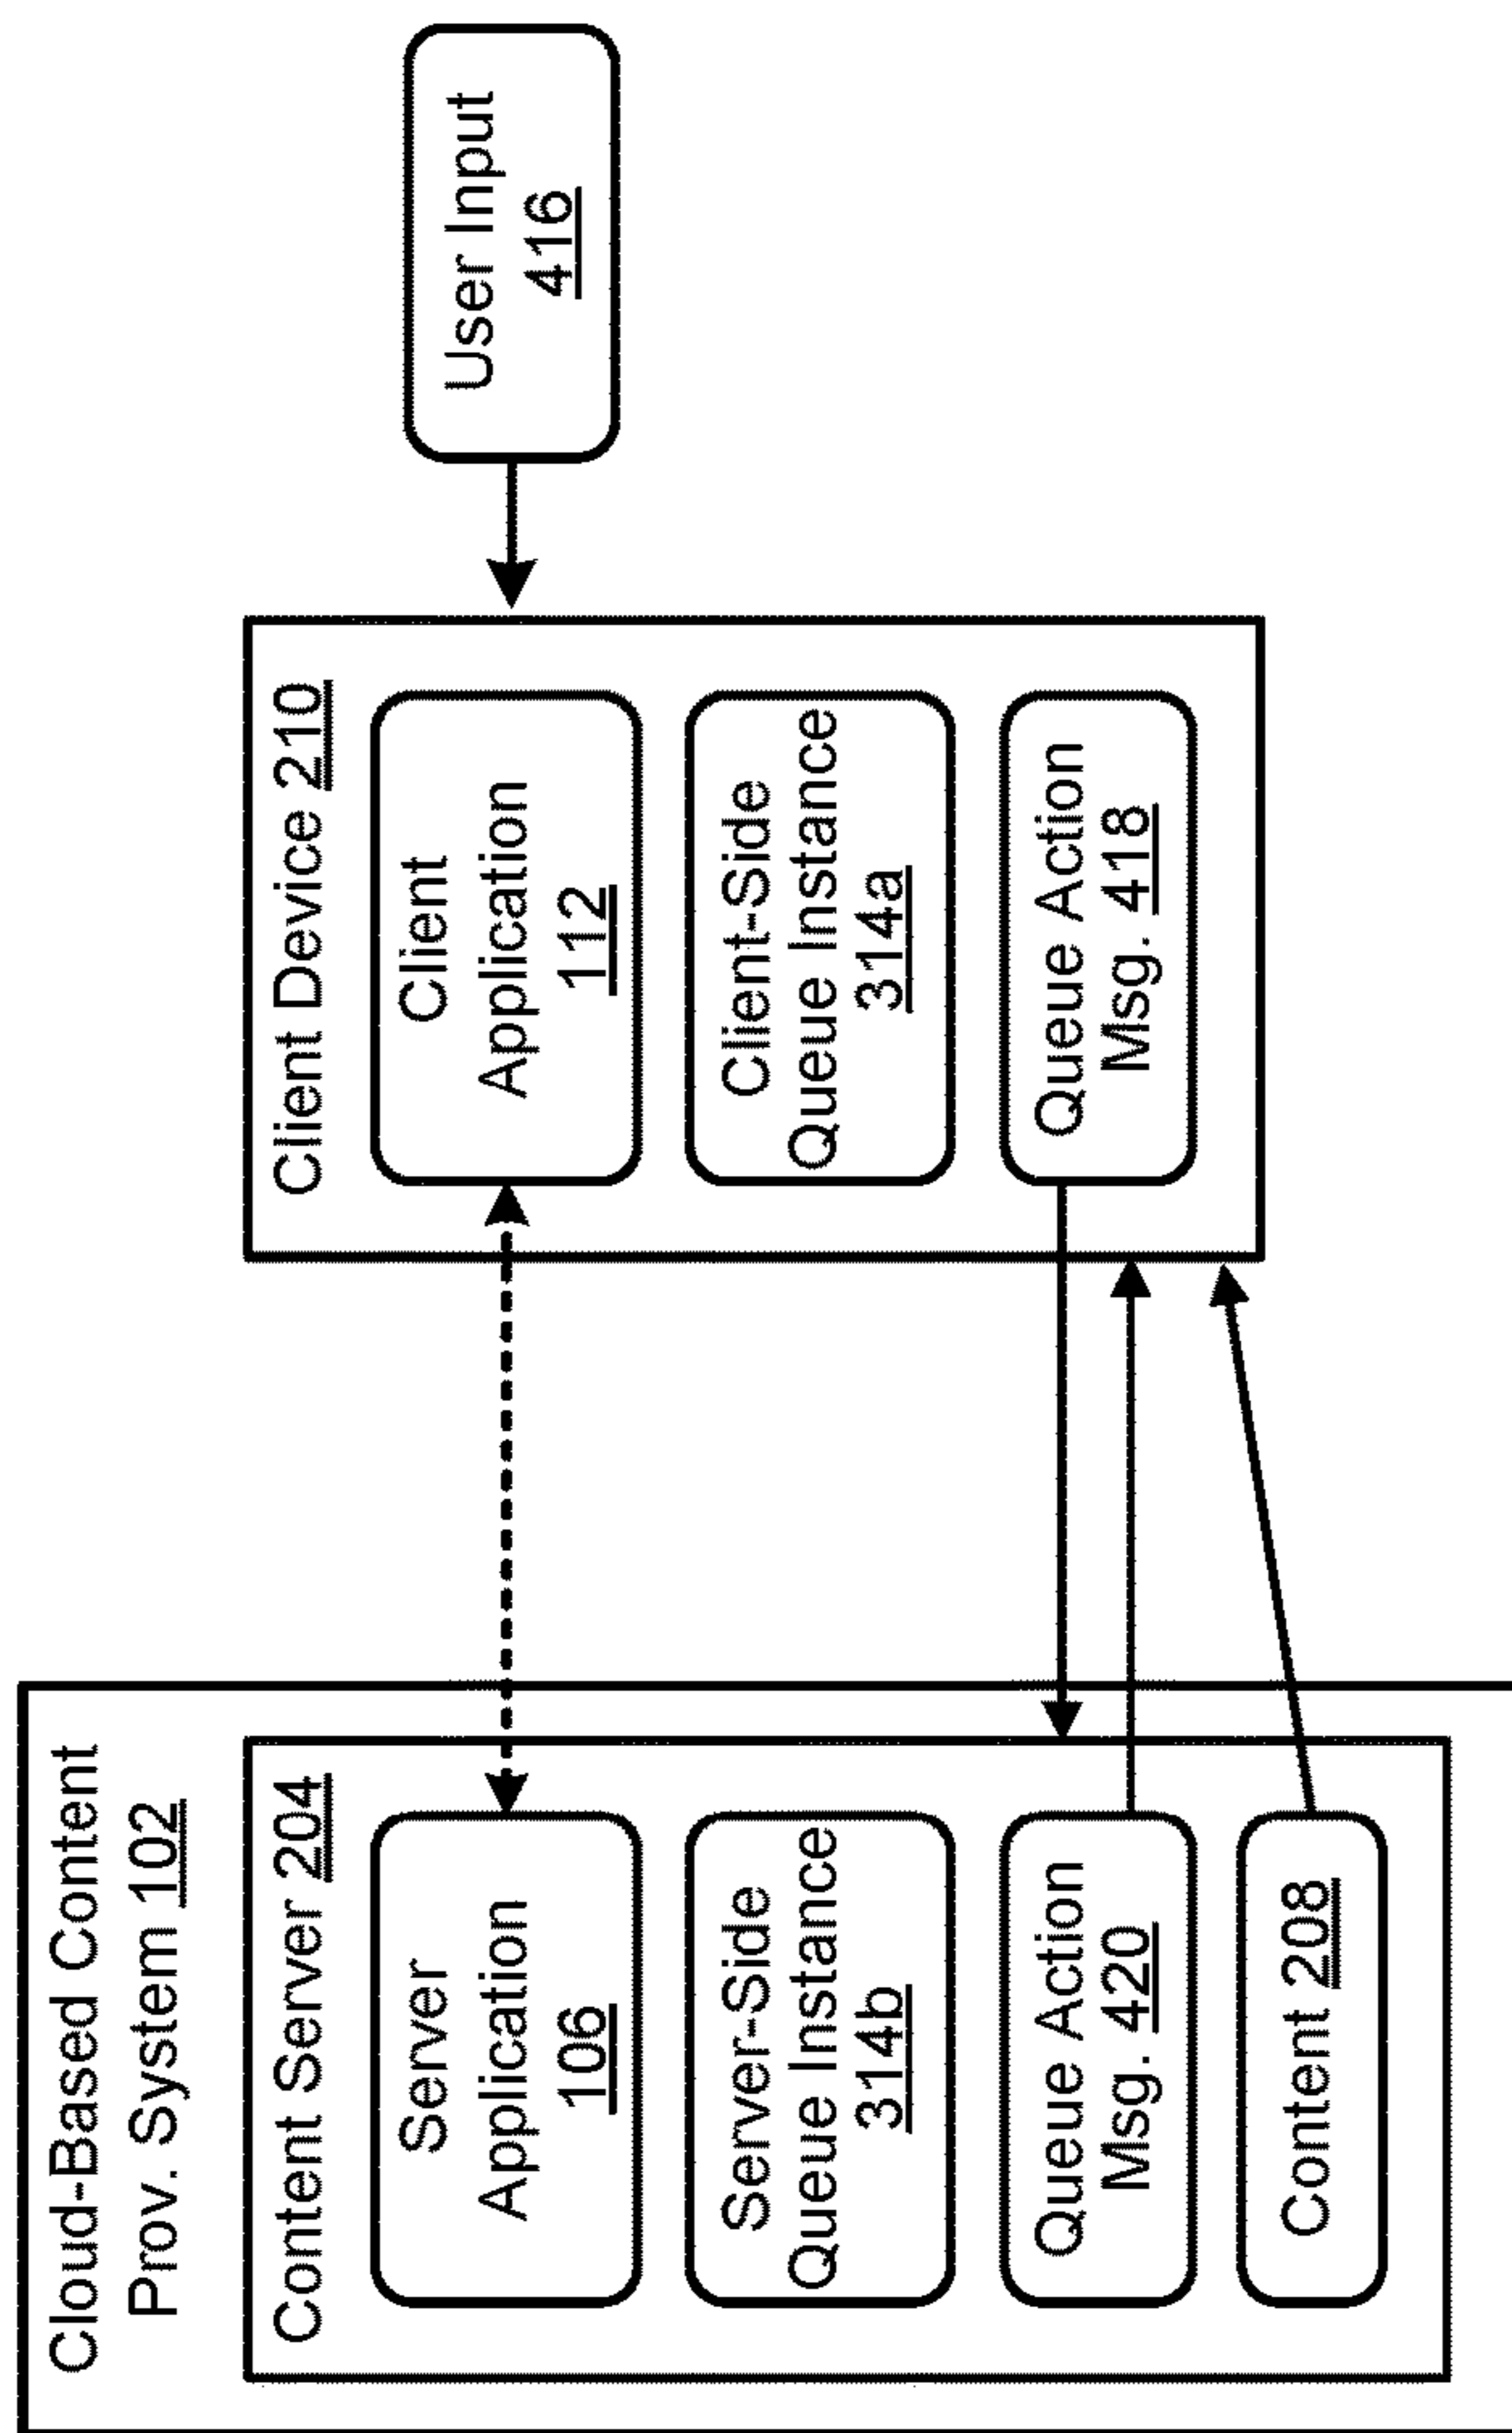 Cloud-Based Content
Prov. System 102
Content Server 204
Server
Application
106
Server-Side
Queue Instance
314b
Queue Action
Msg. 420
Content 208
Client Device 210
Client
Application
112
Client-Side
Queue Instance
314a
Queue Action
Msg. 418
User Input
416